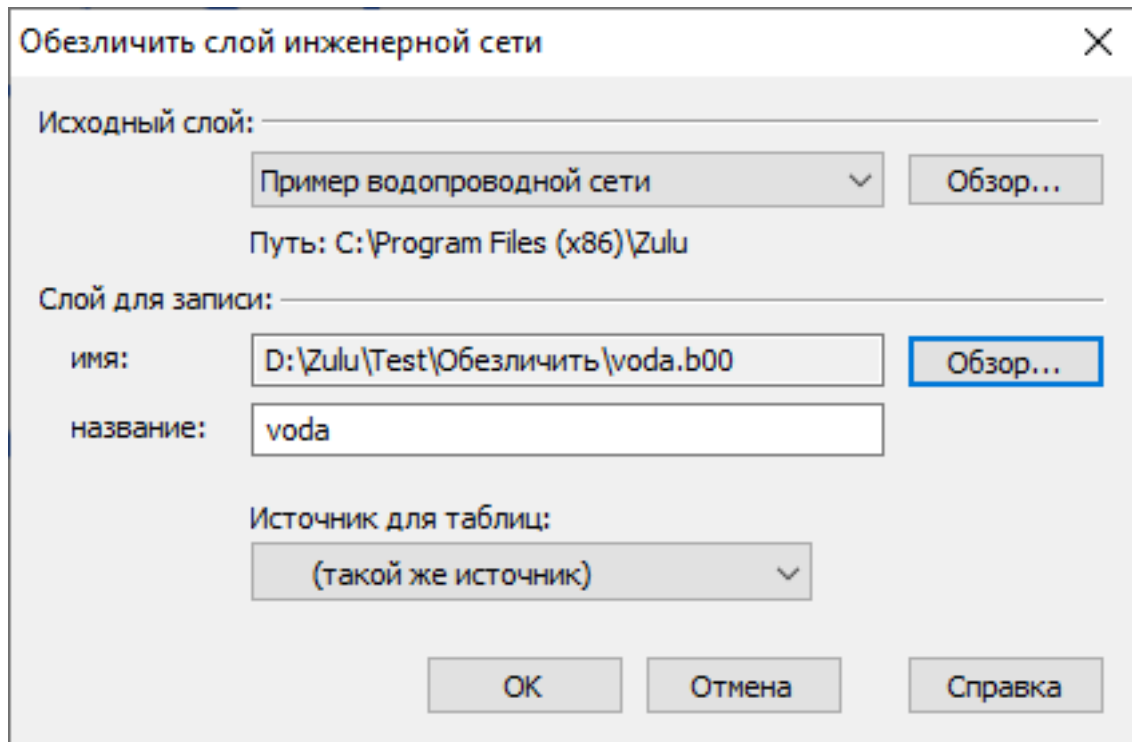 Обезличить слой инженерной сети
Исходный слой:
Пример водопроводной сети
Обзор...
Путь: C:\Program Files (x86)\Zulu
Слой для записи:
имя:
D:\Zulu\Test\Обезличить\voda.b00
Обзор...
название:
voda
Источник для таблиц:
(такой же источник)
OK
Отмена
Справка